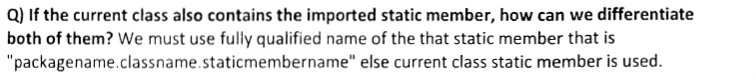 Q) If the current class also contains the imported static member, how can we differentiate
both of them? We must use fully qualified name of the that static member that is
"packagename.classname.staticmembername" else current class static member is used.